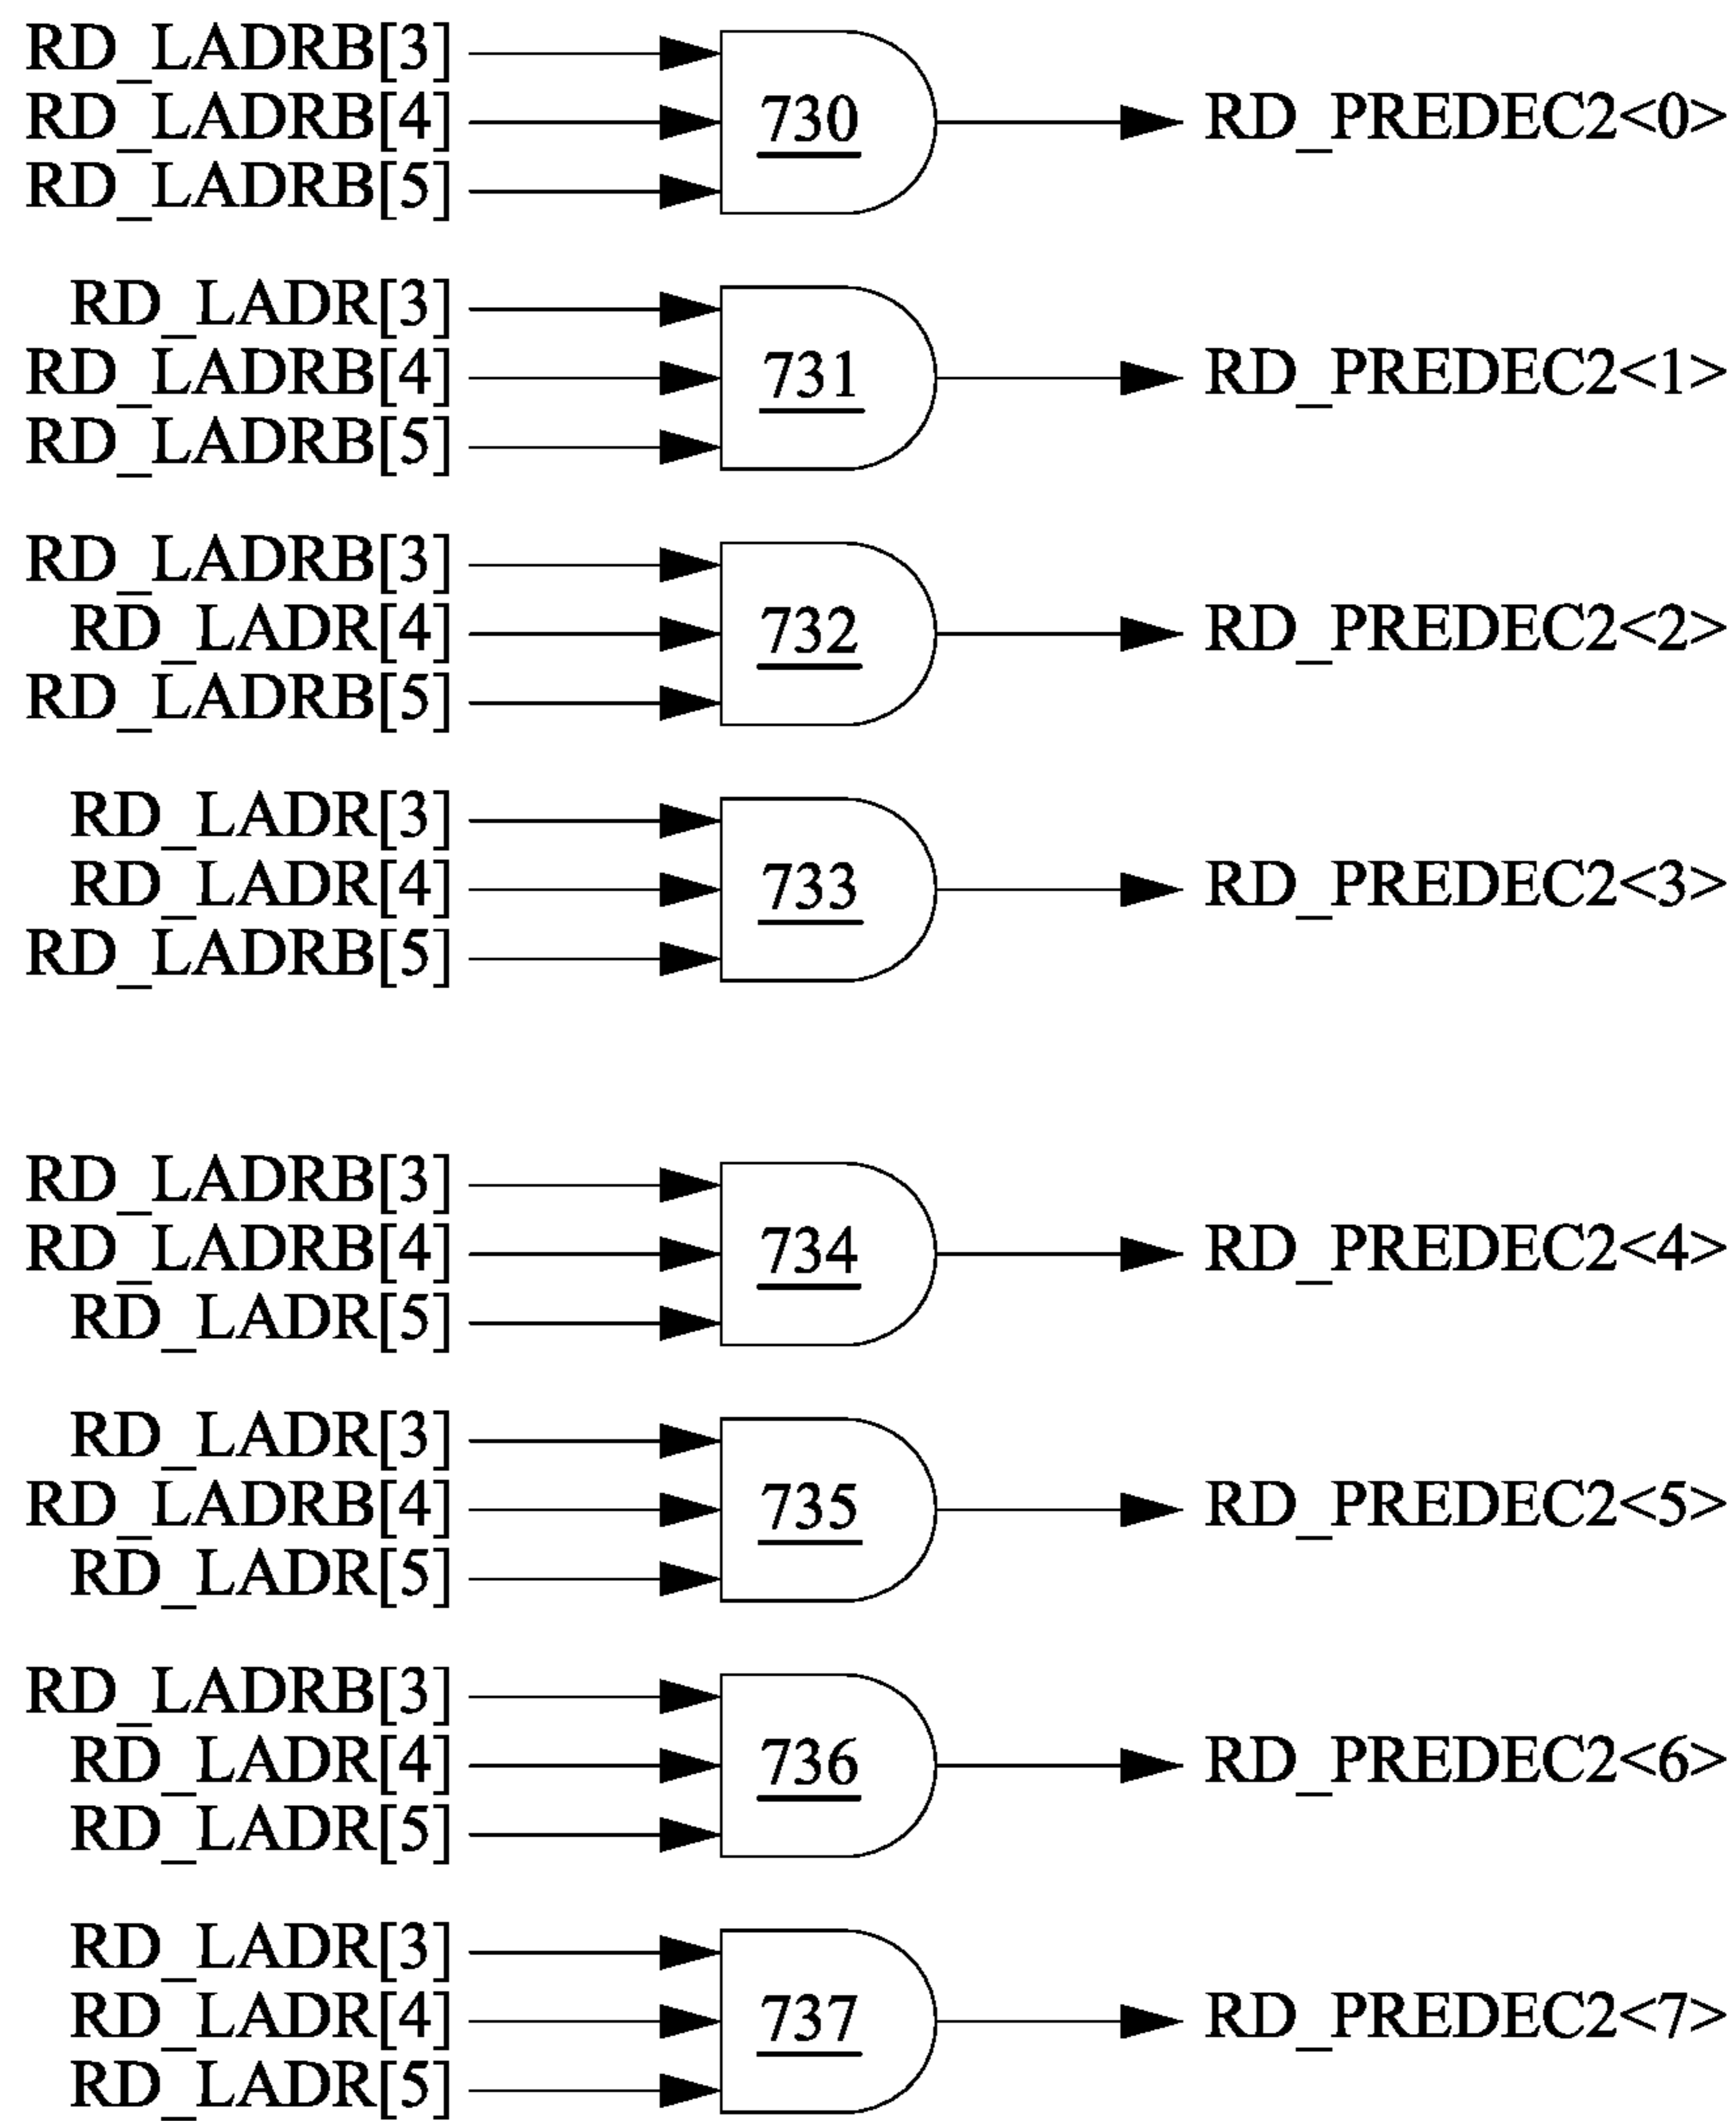 RD_LADRB[3]
RD_LADRB[4]
RD_LADRB[5]
730
RD_PREDEC2<0>
RD_LADR[3]
RD_LADRB[4]
RD_LADRB[5]
731
RD_PREDEC2<1>
RD_LADRB[3]
RD_LADR[4]
RD_LADRB[5]
732
RD_PREDEC2<2>
RD_LADR[3]
RD_LADR[4]
RD_LADRB[5]
733
RD_PREDEC2<3>
RD_LADRB[3]
RD_LADRB[4]
RD_LADR[5]
734
RD_PREDEC2<4>
RD_LADR[3]
RD_LADRB[4]
RD_LADR[5]
735
RD_PREDEC2<5>
RD_LADRB[3]
RD_LADR[4]
RD_LADR[5]
736
RD_PREDEC2<6>
RD_LADR[3]
RD_LADR[4]
RD_LADR[5]
737
RD_PREDEC2<7>